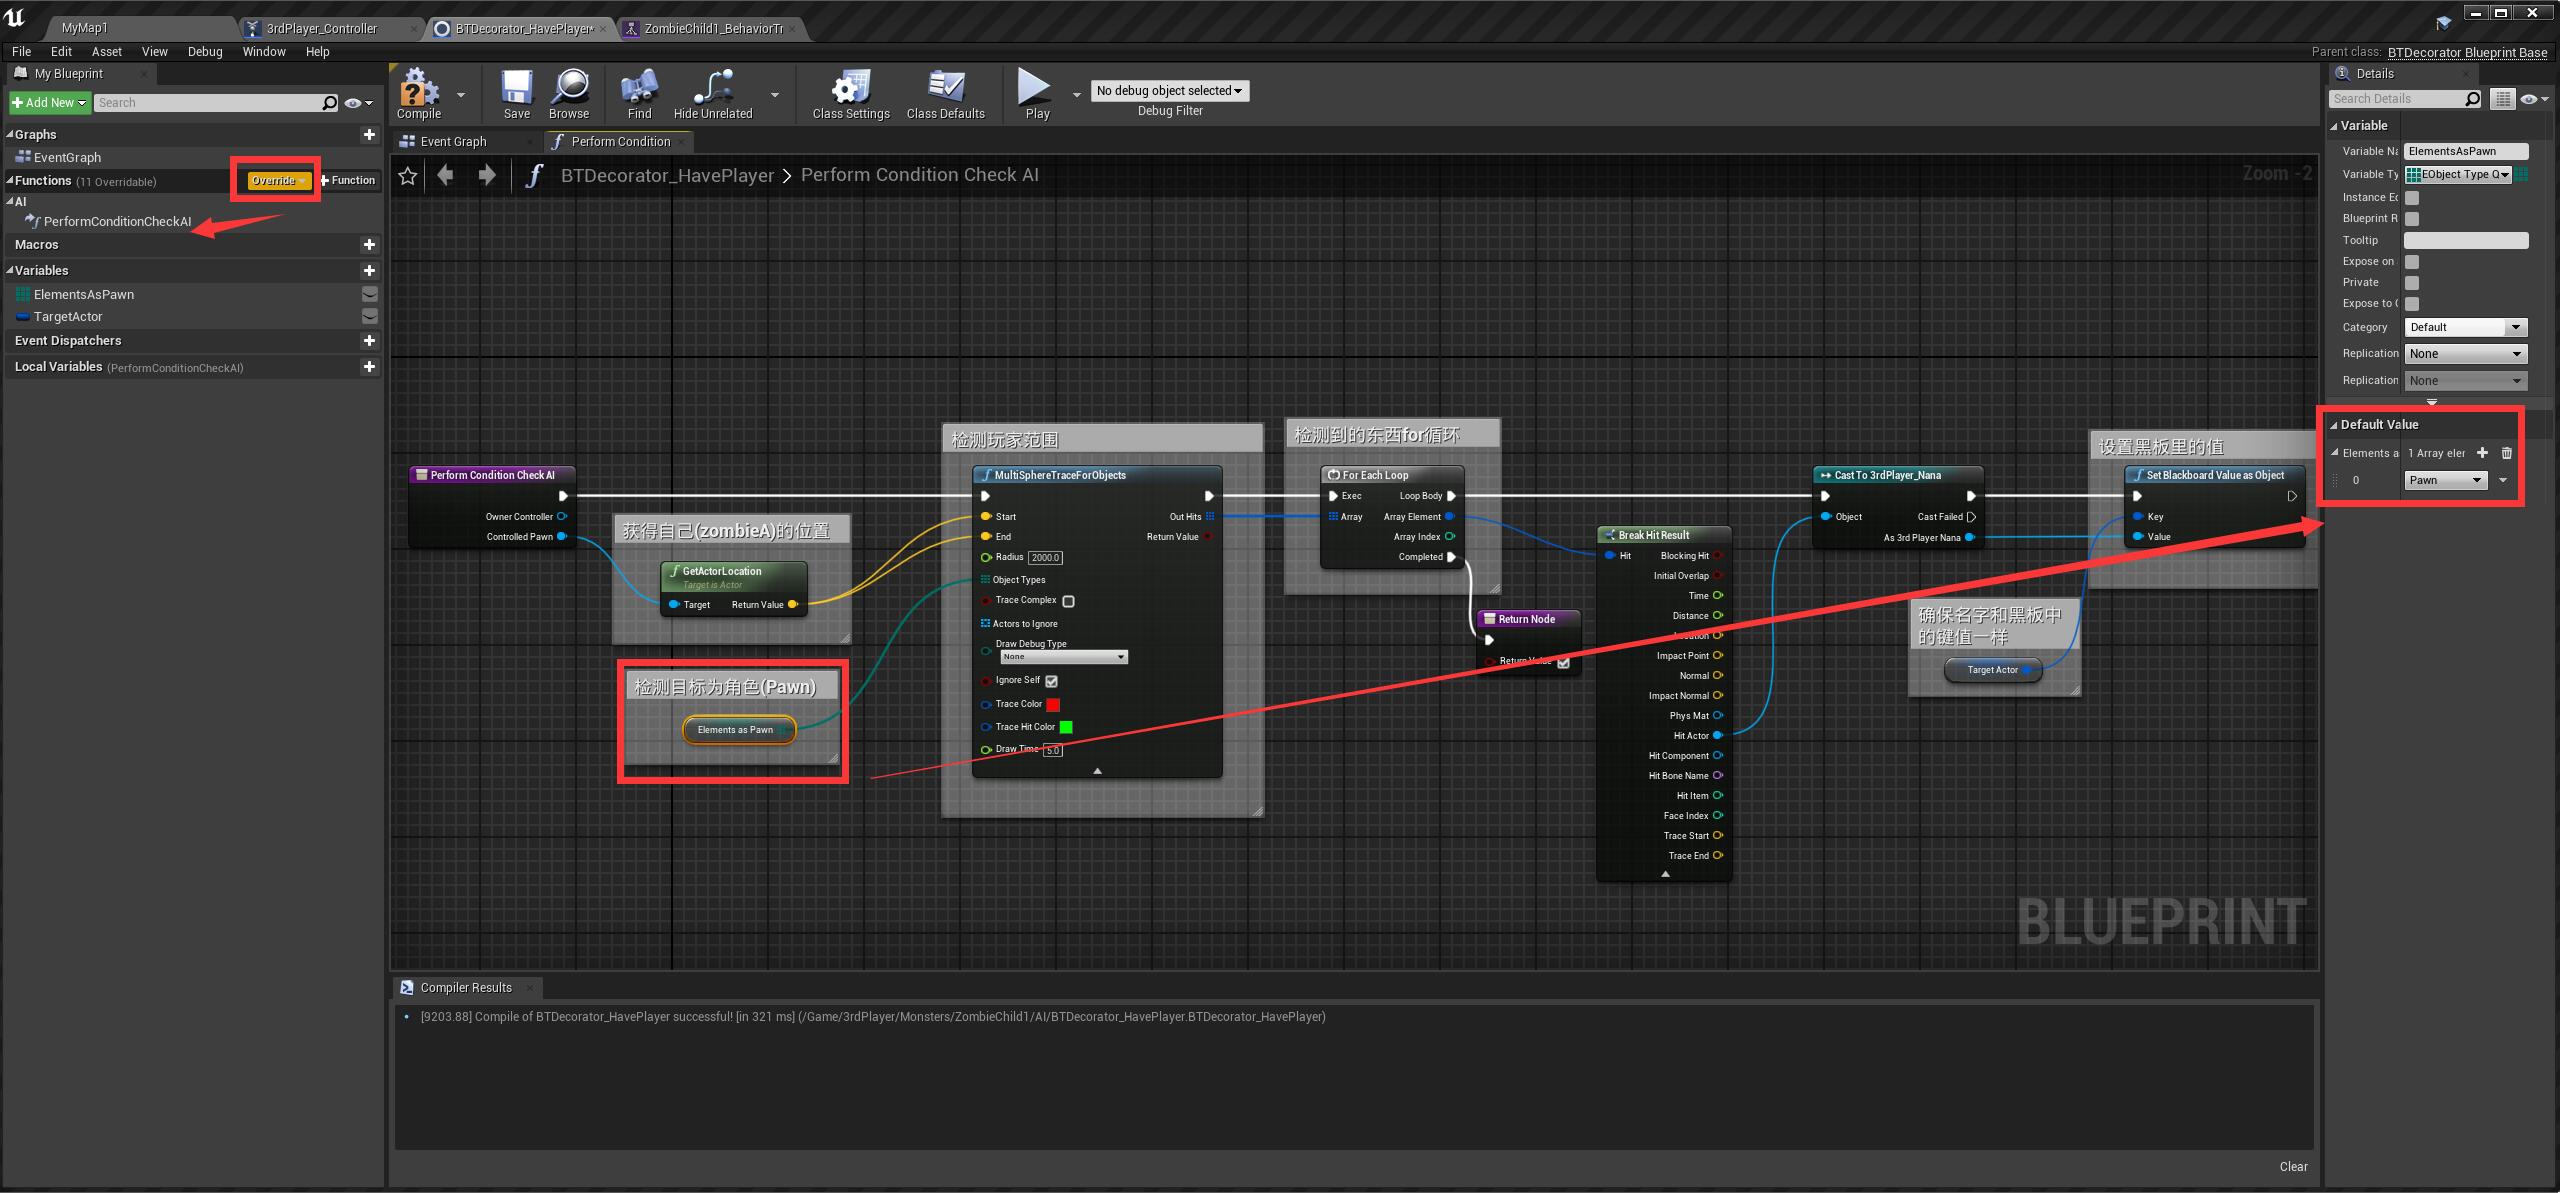 MyMap1
3rdPlayer_Controller
BTDecorator_HavePlayer*
ZombieChild1_BehaviorTr
File Edit Asset View Debug Window Help
Parent class: BTDecorator Blueprint Base
My Blueprint
Add New
Search
Graphs
EventGraph
Functions (11 Overridable)
Override
Function
AI
PerformConditionCheckAI
Macros
Variables
ElementsAsPawn
TargetActor
Event Dispatchers
Local Variables (PerformConditionCheckAI)
Compile
Save
Browse
Find
Hide Unrelated
Class Settings
Class Defaults
Play
No debug object selected
Debug Filter
Event Graph
Perform Condition
BTDecorator_HavePlayer > Perform Condition Check AI
Zoom -2
Perform Condition Check AI
Owner Controller
Controlled Pawn
获得自己(zombieA)的位置
GetActorLocation
Target is Actor
Target
Return Value
检测目标为角色(Pawn)
Elements as Pawn
检测玩家范围
MultiSphereTraceForObjects
Start
Out Hits
End
Return Value
Radius 2000.0
Object Types
Trace Complex
Actors to Ignore
Draw Debug Type
None
Ignore Self
Trace Color
Trace Hit Color
Draw Time 5.0
检测到的东西for循环
For Each Loop
Exec
Loop Body
Array
Array Element
Array Index
Completed
Return Node
Return Value
Break Hit Result
Hit
Blocking Hit
Initial Overlap
Time
Distance
Location
Impact Point
Normal
Impact Normal
Phys Mat
Hit Actor
Hit Component
Hit Bone Name
Hit Item
Face Index
Trace Start
Trace End
Cast To 3rdPlayer_Nana
Object
Cast Failed
As 3rd Player Nana
确保名字和黑板中
的键值一样
Target Actor
设置黑板里的值
Set Blackboard Value as Object
Key
Value
BLUEPRINT
Compiler Results
[9203.88] Compile of BTDecorator_HavePlayer successful! [in 321 ms] (/Game/3rdPlayer/Monsters/ZombieChild1/AI/BTDecorator_HavePlayer.BTDecorator_HavePlayer)
Clear
Details
Search Details
Variable
Variable Na ElementsAsPawn
Variable Ty EObject Type Q
Instance Ec
Blueprint R
Tooltip
Expose on
Private
Expose to C
Category Default
Replication None
Replication None
Default Value
Elements a 1 Array eler
0 Pawn